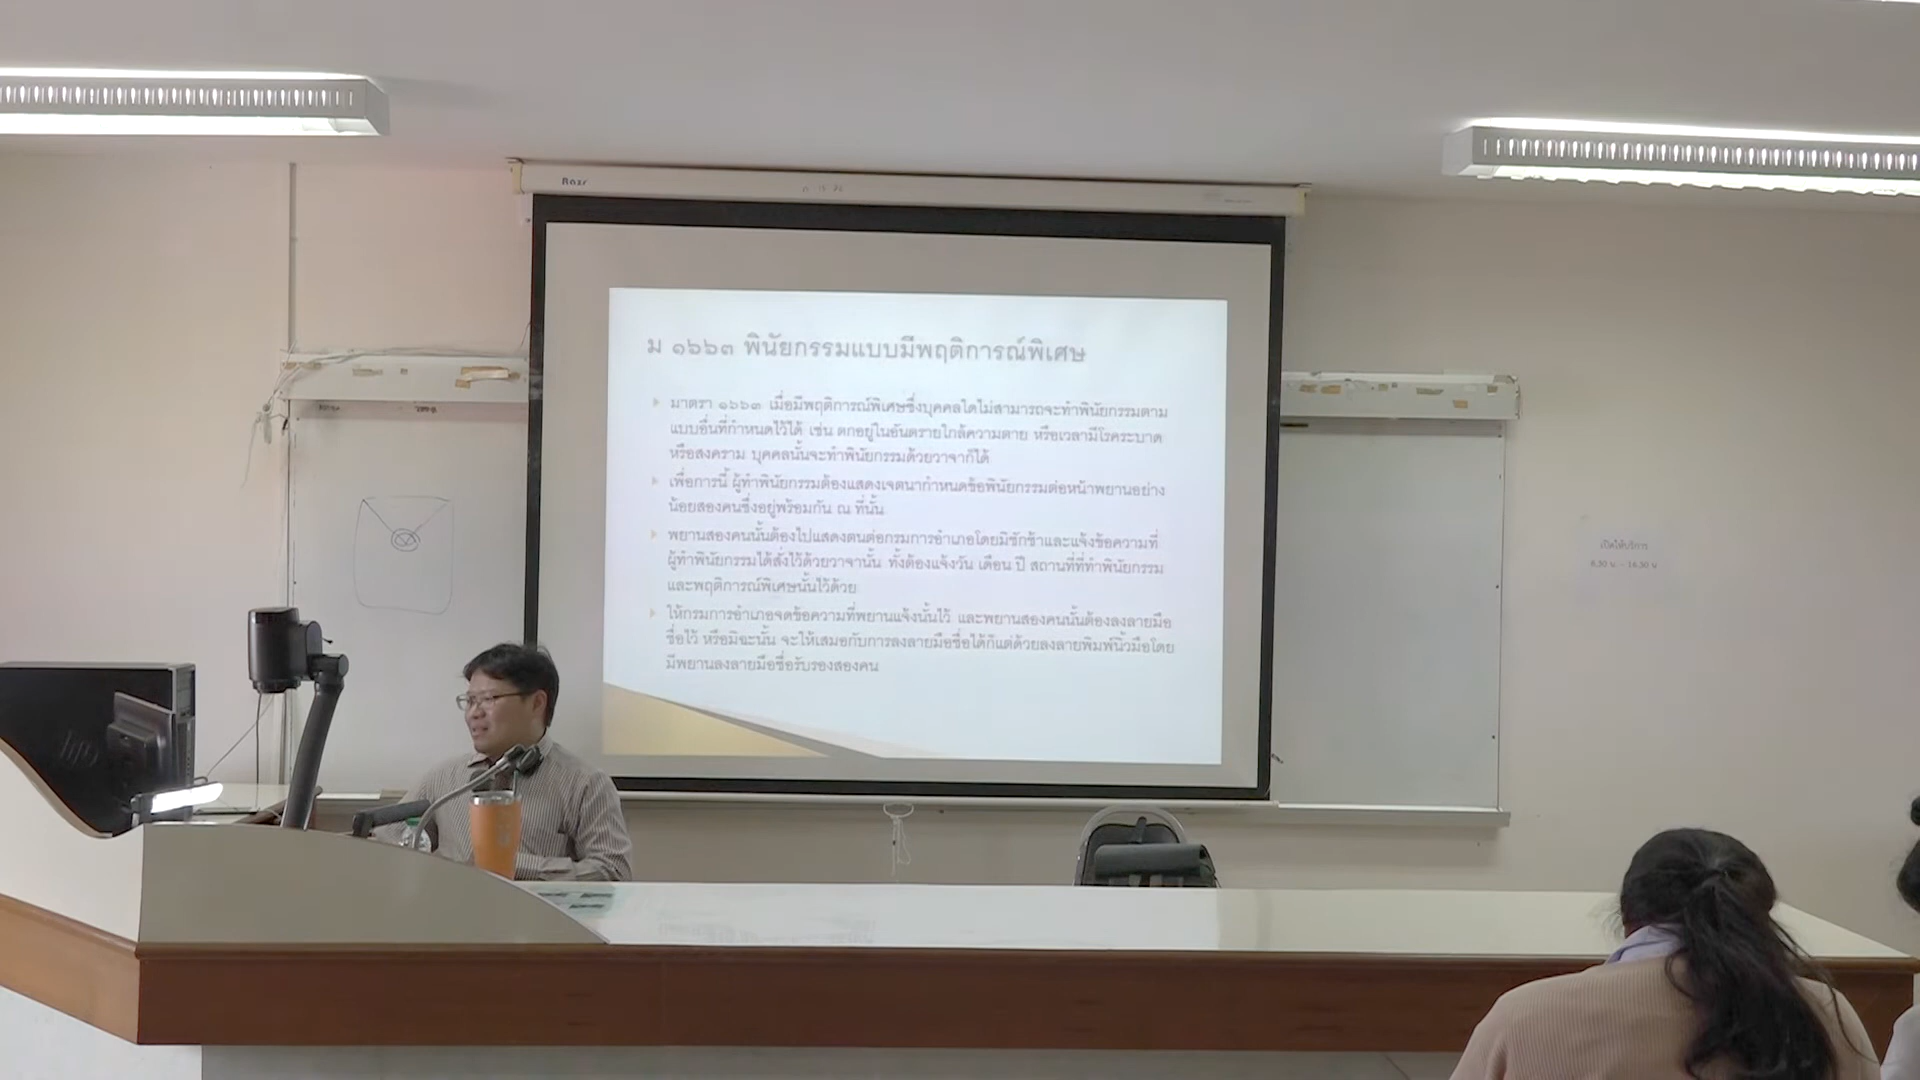 ม ๑๖๖๓ พินัยกรรมแบบมีพฤติการณ์พิเศษ
มาตรา ๑๖๖๓ เมื่อมีพฤติการณ์พิเศษซึ่งบุคคลใดไม่สามารถจะทำพินัยกรรมตาม
แบบอื่นที่กำหนดไว้ได้ เช่น ตกอยู่ในอันตรายใกล้ความตาย หรือเวลามีโรคระบาด
หรือสงคราม บุคคลนั้นจะทำพินัยกรรมด้วยวาจาก็ได้
เพื่อการนี้ ผู้ทำพินัยกรรมต้องแสดงเจตนากำหนดข้อพินัยกรรมต่อหน้าพยานอย่าง
น้อยสองคนซึ่งอยู่พร้อมกัน ณ ที่นั้น
พยานสองคนนั้นต้องไปแสดงตนต่อกรมการอำเภอโดยมิชักช้าและแจ้งข้อความที่
ผู้ทำพินัยกรรมได้สั่งไว้ด้วยวาจานั้น ทั้งต้องแจ้งวัน เดือน ปี สถานที่ที่ทำพินัยกรรม
และพฤติการณ์พิเศษนั้นไว้ด้วย
ให้กรมการอำเภอจดข้อความที่พยานแจ้งนั้นไว้ และพยานสองคนนั้นต้องลงลายมือ
ชื่อไว้ หรือมิฉะนั้น จะให้เสมอกับการลงลายมือชื่อได้ก็แต่ด้วยลงลายพิมพ์นิ้วมือโดย
มีพยานลงลายมือชื่อรับรองสองคน
เปิดให้บริการ
8.30 น. - 16.30 น
hp